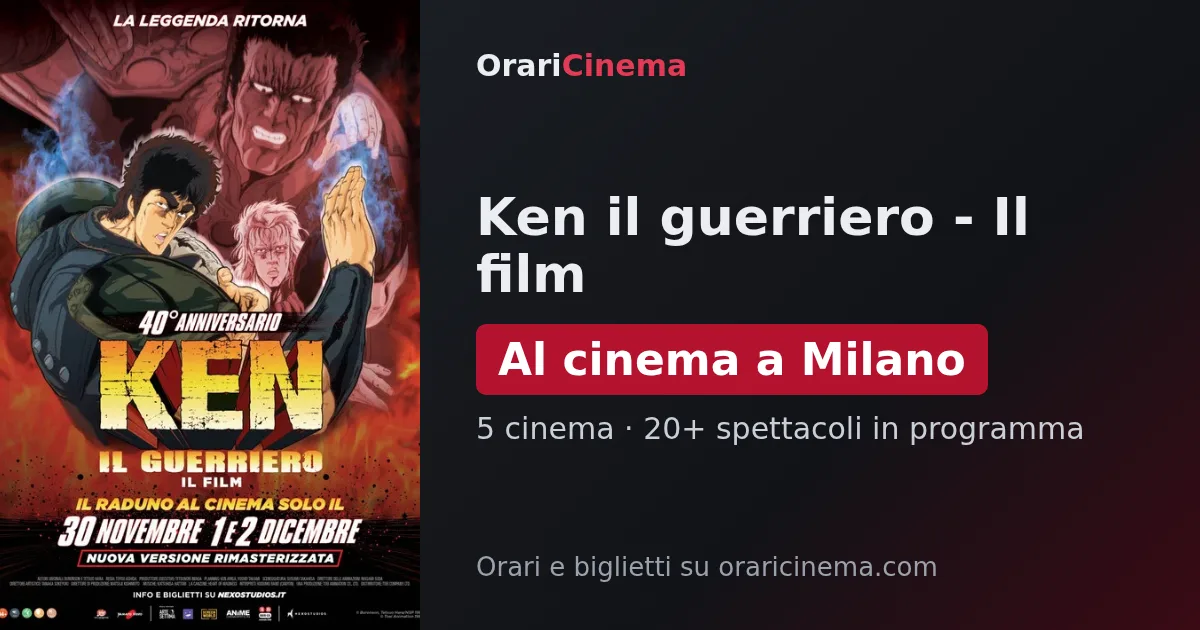 LA LEGGENDA RITORNA
40° ANNIVERSARIO
KEN
IL GUERRIERO
IL FILM
IL RADUNO AL CINEMA SOLO IL
30 NOVEMBRE 1 E 2 DICEMBRE
NUOVA VERSIONE RIMASTERIZZATA
INFO E BIGLIETTI SU NEXOSTUDIOS.IT
OrariCinema
Ken il guerriero - Il
film
Al cinema a Milano
5 cinema · 20+ spettacoli in programma
Orari e biglietti su oraricinema.com